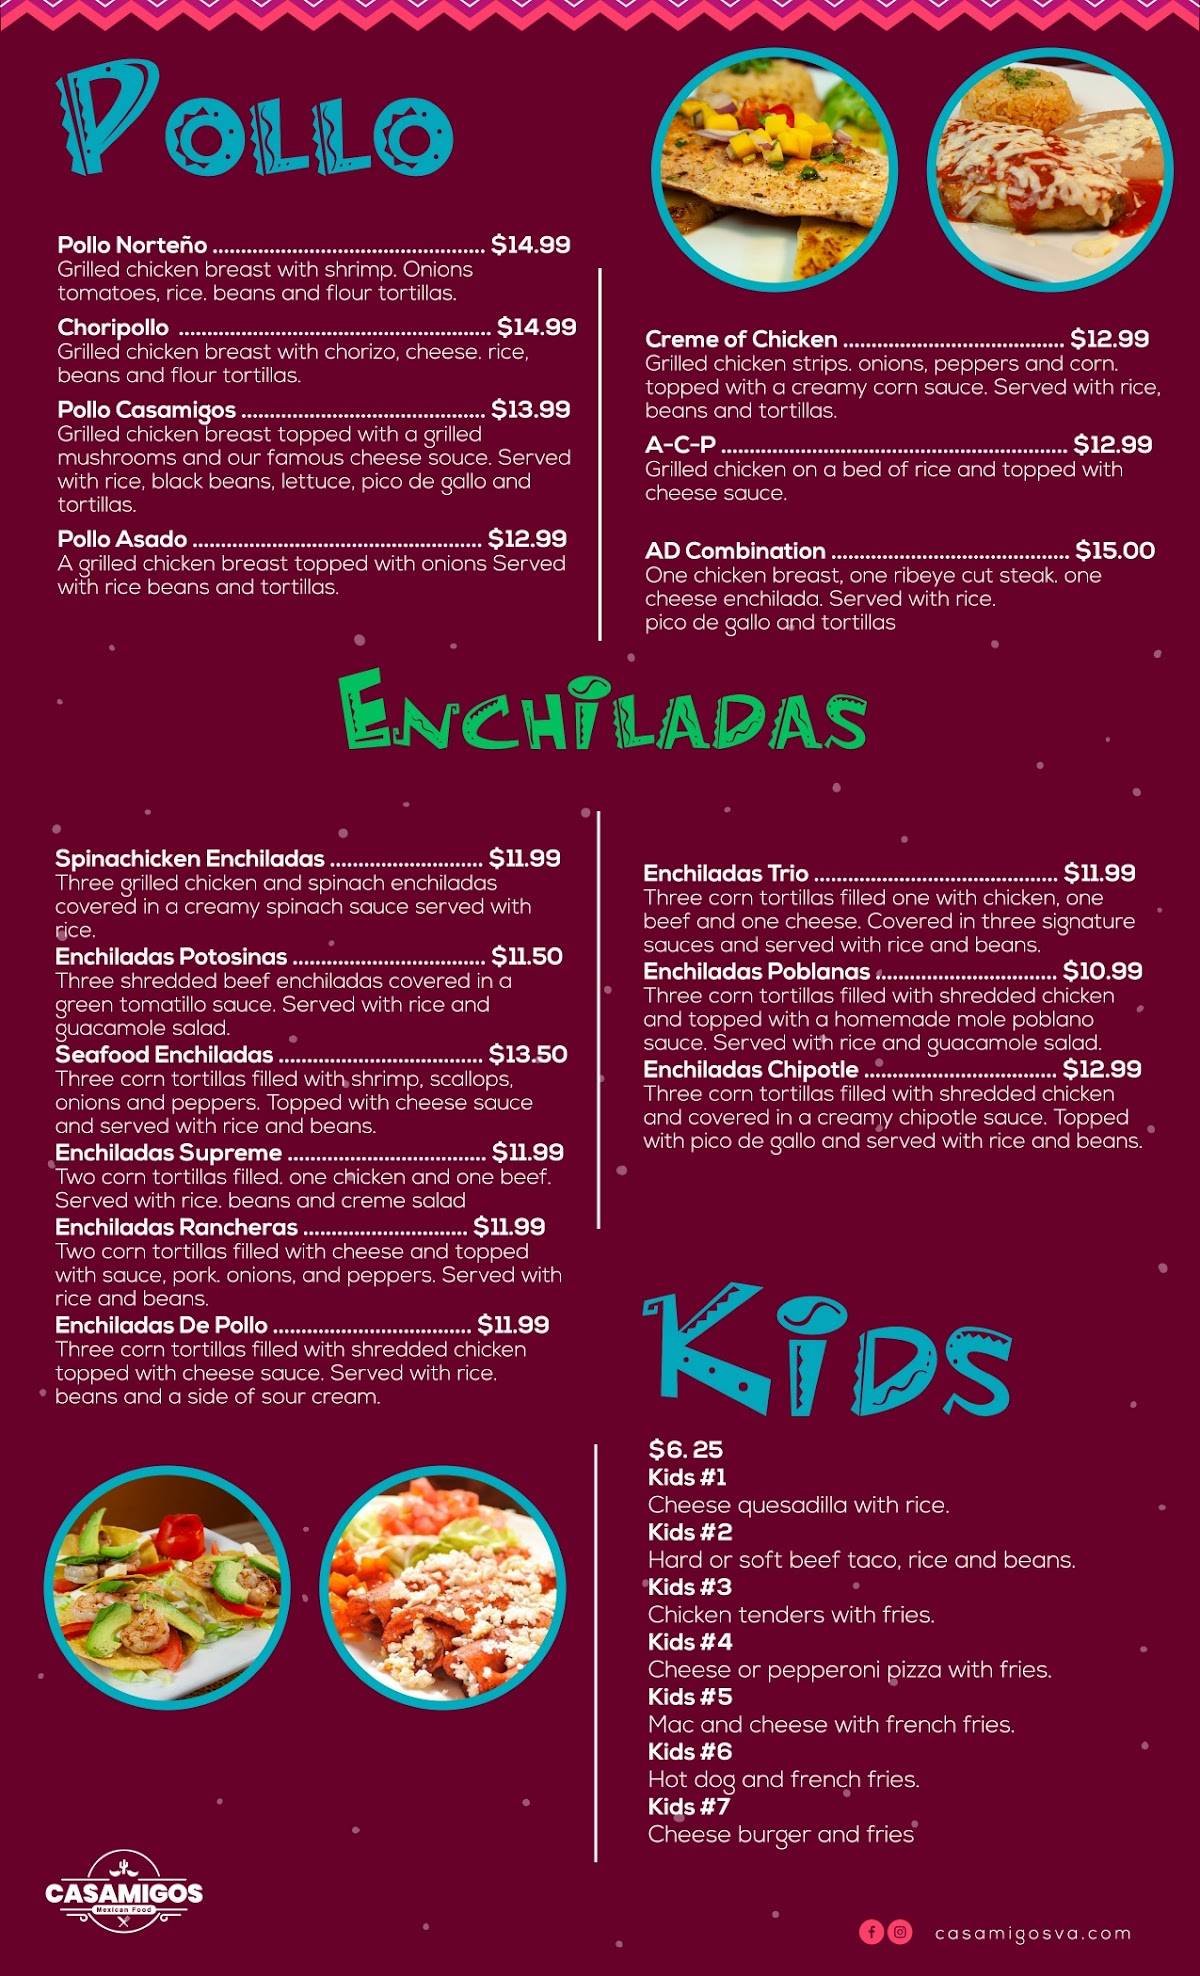 POLLO
Pollo Norteño ................................................ $14.99
Grilled chicken breast with shrimp. Onions
tomatoes, rice. beans and flour tortillas.
Choripollo ....................................................... $14.99
Grilled chicken breast with chorizo, cheese. rice,
beans and flour tortillas.
Pollo Casamigos ........................................... $13.99
Grilled chicken breast topped with a grilled
mushrooms and our famous cheese souce. Served
with rice, black beans, lettuce, pico de gallo and
tortillas.
Pollo Asado ................................................... $12.99
A grilled chicken breast topped with onions Served
with rice beans and tortillas.
Creme of Chicken ....................................... $12.99
Grilled chicken strips. onions, peppers and corn.
topped with a creamy corn sauce. Served with rice,
beans and tortillas.
A-C-P ............................................................. $12.99
Grilled chicken on a bed of rice and topped with
cheese sauce.
AD Combination .......................................... $15.00
One chicken breast, one ribeye cut steak. one
cheese enchilada. Served with rice.
pico de gallo and tortillas
ENCHILADAS
Spinachicken Enchiladas ........................... $11.99
Three grilled chicken and spinach enchiladas
covered in a creamy spinach sauce served with
rice.
Enchiladas Potosinas .................................. $11.50
Three shredded beef enchiladas covered in a
green tomatillo sauce. Served with rice and
guacamole salad.
Seafood Enchiladas .................................... $13.50
Three corn tortillas filled with shrimp, scallops,
onions and peppers. Topped with cheese sauce
and served with rice and beans.
Enchiladas Supreme ................................... $11.99
Two corn tortillas filled. one chicken and one beef.
Served with rice. beans and creme salad
Enchiladas Rancheras ............................. $11.99
Two corn tortillas filled with cheese and topped
with sauce, pork. onions, and peppers. Served with
rice and beans.
Enchiladas De Pollo ................................... $11.99
Three corn tortillas filled with shredded chicken
topped with cheese sauce. Served with rice.
beans and a side of sour cream.
Enchiladas Trio ........................................... $11.99
Three corn tortillas filled one with chicken, one
beef and one cheese. Covered in three signature
sauces and served with rice and beans.
Enchiladas Poblanas ................................ $10.99
Three corn tortillas filled with shredded chicken
and topped with a homemade mole poblano
sauce. Served with rice and guacamole salad.
Enchiladas Chipotle .................................. $12.99
Three corn tortillas filled with shredded chicken
and covered in a creamy chipotle sauce. Topped
with pico de gallo and served with rice and beans.
KIDS
$6. 25
Kids #1
Cheese quesadilla with rice.
Kids #2
Hard or soft beef taco, rice and beans.
Kids #3
Chicken tenders with fries.
Kids #4
Cheese or pepperoni pizza with fries.
Kids #5
Mac and cheese with french fries.
Kids #6
Hot dog and french fries.
Kids #7
Cheese burger and fries
CASAMIGOS
Mexican Food
casamigosva.com